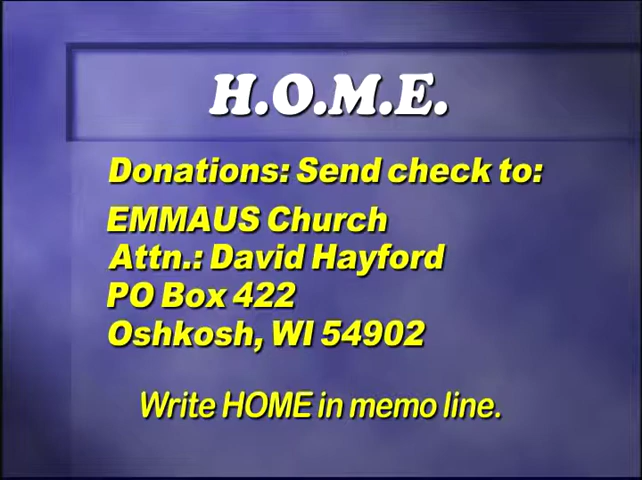 H.O.M.E.
Donations: Send check to:
EMMAUS Church
Attn.: David Hayford
PO Box 422
Oshkosh, WI 54902
Write HOME in memo line.